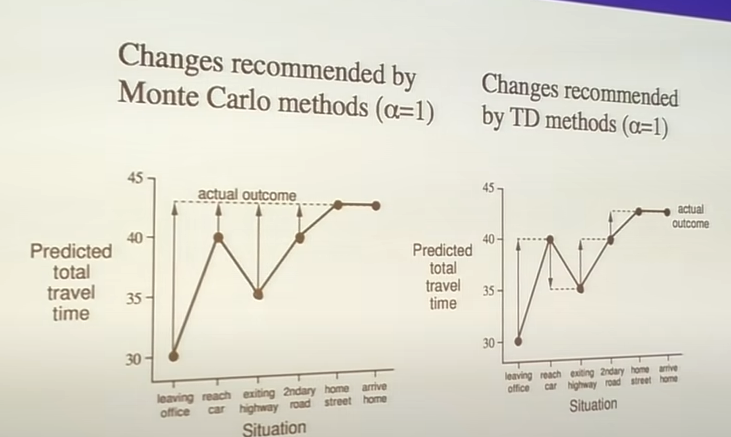 Changes recommended by
Monte Carlo methods (α=1)
45
actual outcome
40
Predicted
total
travel
time
35
30
leaving
office
reach
car
exiting
highway
2ndary
road
home
street
arrive
home
Situation
Changes recommended
by TD methods (α=1)
45
actual
outcome
40
Predicted
total
travel
time
35
30
leaving
office
reach
car
exiting
highway
2ndary
road
home
street
arrive
home
Situation